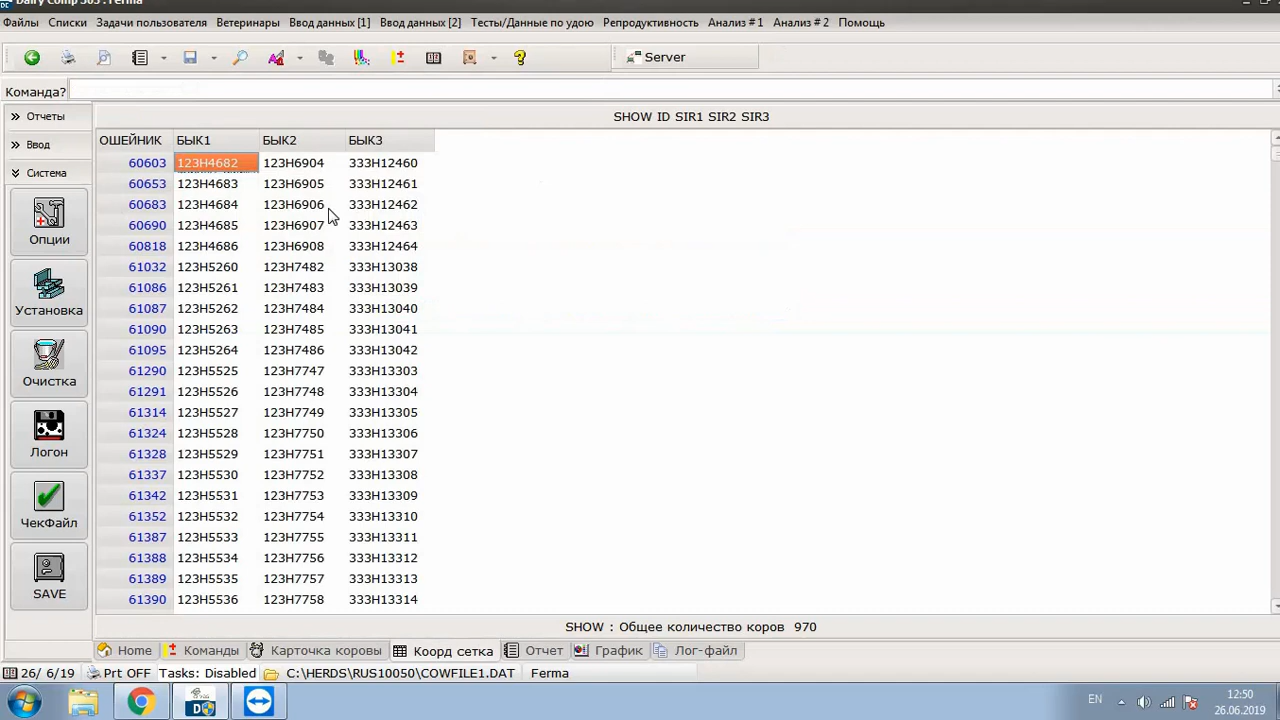 Dairy Comp 305 : Ferma
Файлы Списки Задачи пользователя Ветеринары Ввод данных [1] Ввод данных [2] Тесты/Данные по удою Репродуктивность Анализ #1 Анализ #2 Помощь
Server
Команда?
Отчеты
Ввод
Система
Опции
Установка
Очистка
Логон
ЧекФайл
SAVE
SHOW ID SIR1 SIR2 SIR3
ОШЕЙНИК БЫК1 БЫК2 БЫК3
60603 123H4682 123H6904 333H12460
60653 123H4683 123H6905 333H12461
60683 123H4684 123H6906 333H12462
60690 123H4685 123H6907 333H12463
60818 123H4686 123H6908 333H12464
61032 123H5260 123H7482 333H13038
61086 123H5261 123H7483 333H13039
61087 123H5262 123H7484 333H13040
61090 123H5263 123H7485 333H13041
61095 123H5264 123H7486 333H13042
61290 123H5525 123H7747 333H13303
61291 123H5526 123H7748 333H13304
61314 123H5527 123H7749 333H13305
61324 123H5528 123H7750 333H13306
61328 123H5529 123H7751 333H13307
61337 123H5530 123H7752 333H13308
61342 123H5531 123H7753 333H13309
61352 123H5532 123H7754 333H13310
61387 123H5533 123H7755 333H13311
61388 123H5534 123H7756 333H13312
61389 123H5535 123H7757 333H13313
61390 123H5536 123H7758 333H13314
SHOW : Общее количество коров 970
Home Команды Карточка коровы Коорд сетка Отчет График Лог-файл
26/ 6/19 Prt OFF Tasks: Disabled C:\HERDS\RUS10050\COWFILE1.DAT Ferma
EN
12:50
26.06.2019